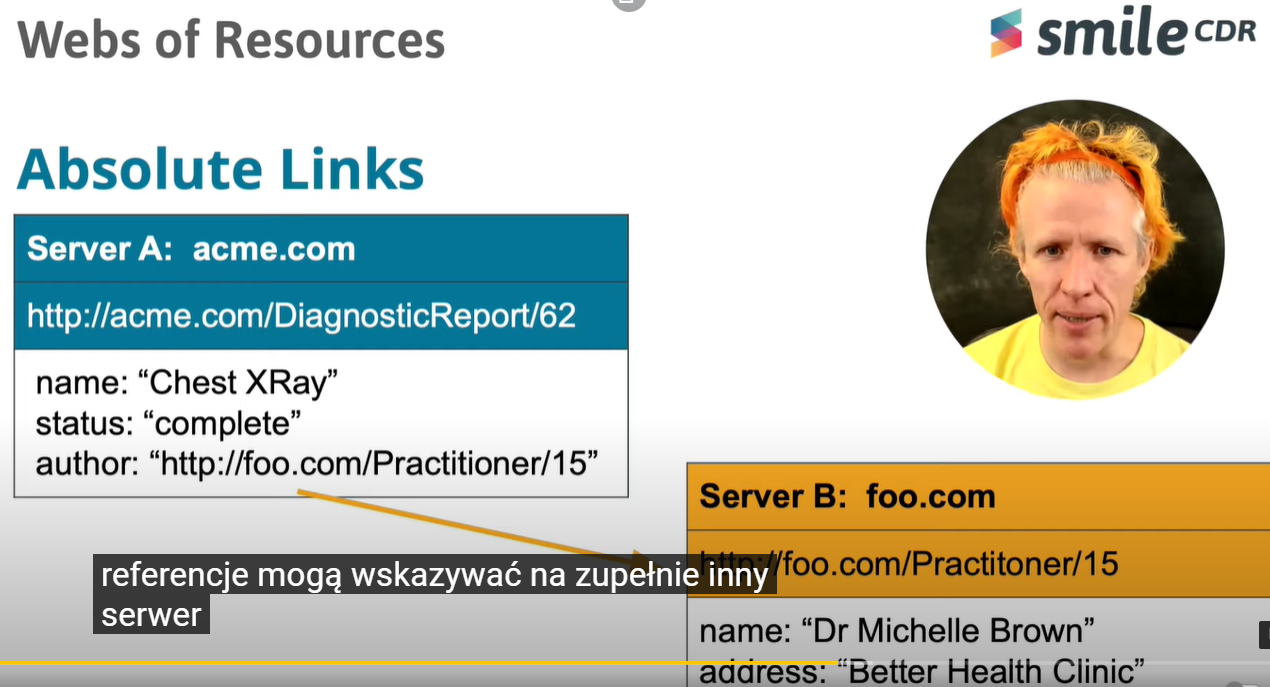 Webs of Resources
smile CDR
Absolute Links
Server A: acme.com
http://acme.com/DiagnosticReport/62
name: “Chest XRay”
status: “complete”
author: “http://foo.com/Practitioner/15”
Server B: foo.com
http://foo.com/Practitoner/15
referencje mogą wskazywać na zupełnie inny
serwer
name: “Dr Michelle Brown”
address: “Better Health Clinic”